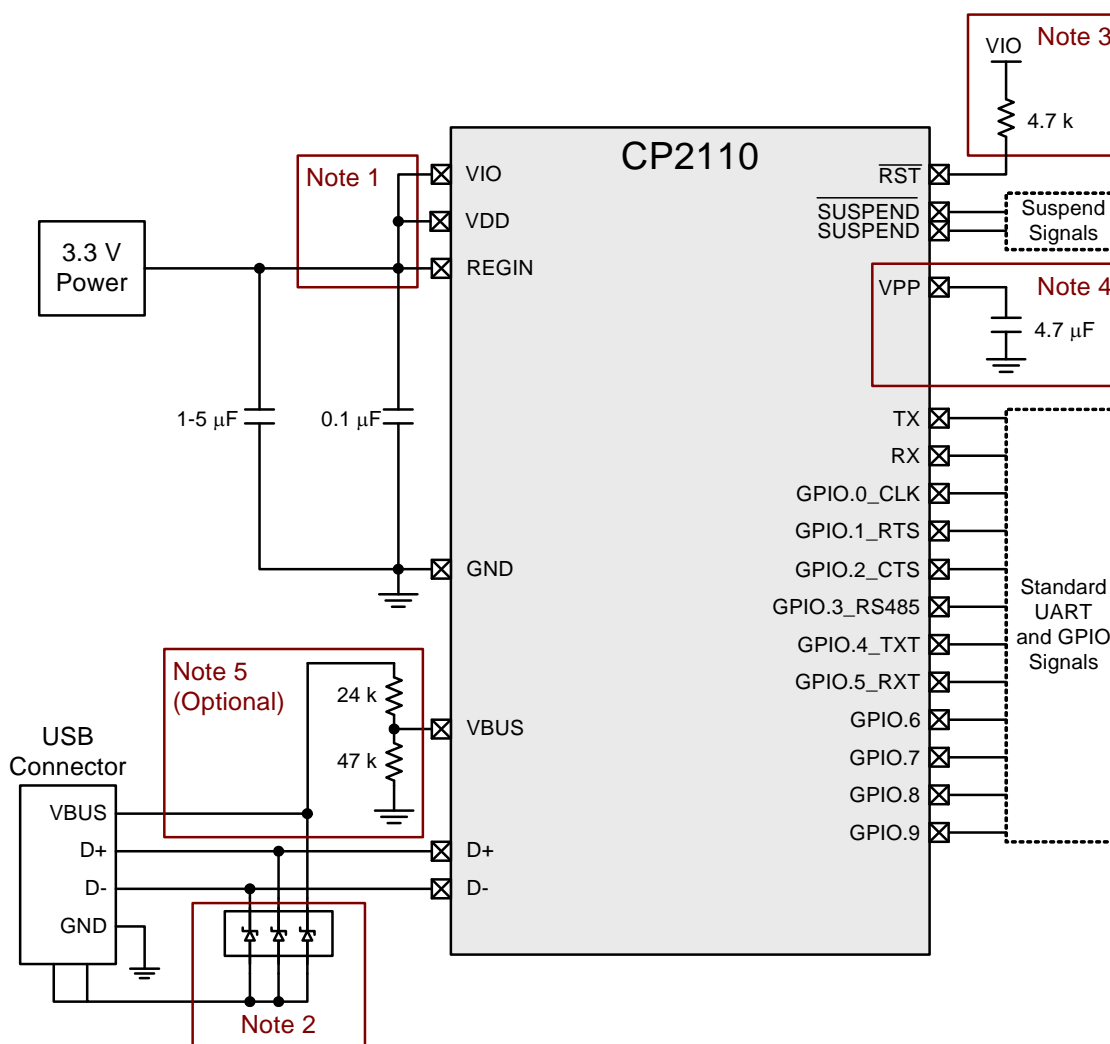 Note 3
VIO
4.7 k
CP2110
Note 1
VIO
RST
VDD
SUSPEND
SUSPEND
Suspend
Signals
3.3 V
Power
REGIN
VPP
Note 4
4.7 μF
1-5 μF
0.1 μF
TX
RX
GPIO.0_CLK
GPIO.1_RTS
GND
GPIO.2_CTS
GPIO.3_RS485
GPIO.4_TXT
GPIO.5_RXT
GPIO.6
GPIO.7
GPIO.8
GPIO.9
Standard
UART
and GPIO
Signals
Note 5
(Optional)
24 k
47 k
VBUS
USB
Connector
VBUS
D+
D-
GND
D+
D-
Note 2